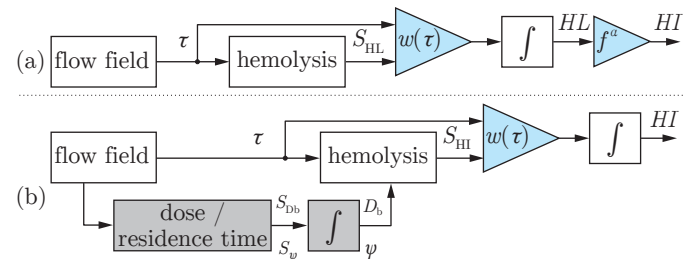 (a) flow field τ hemolysis S_HL w(τ) ∫ HL f^α HI
(b) flow field τ hemolysis S_HI w(τ) ∫ HI
dose / residence time S_Db S_ψ ∫ D_b ψ